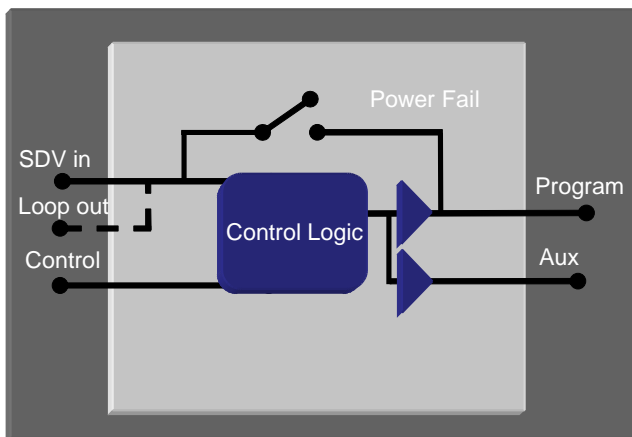 Power Fail
SDV in
Loop out
Control
Control Logic
Program
Aux